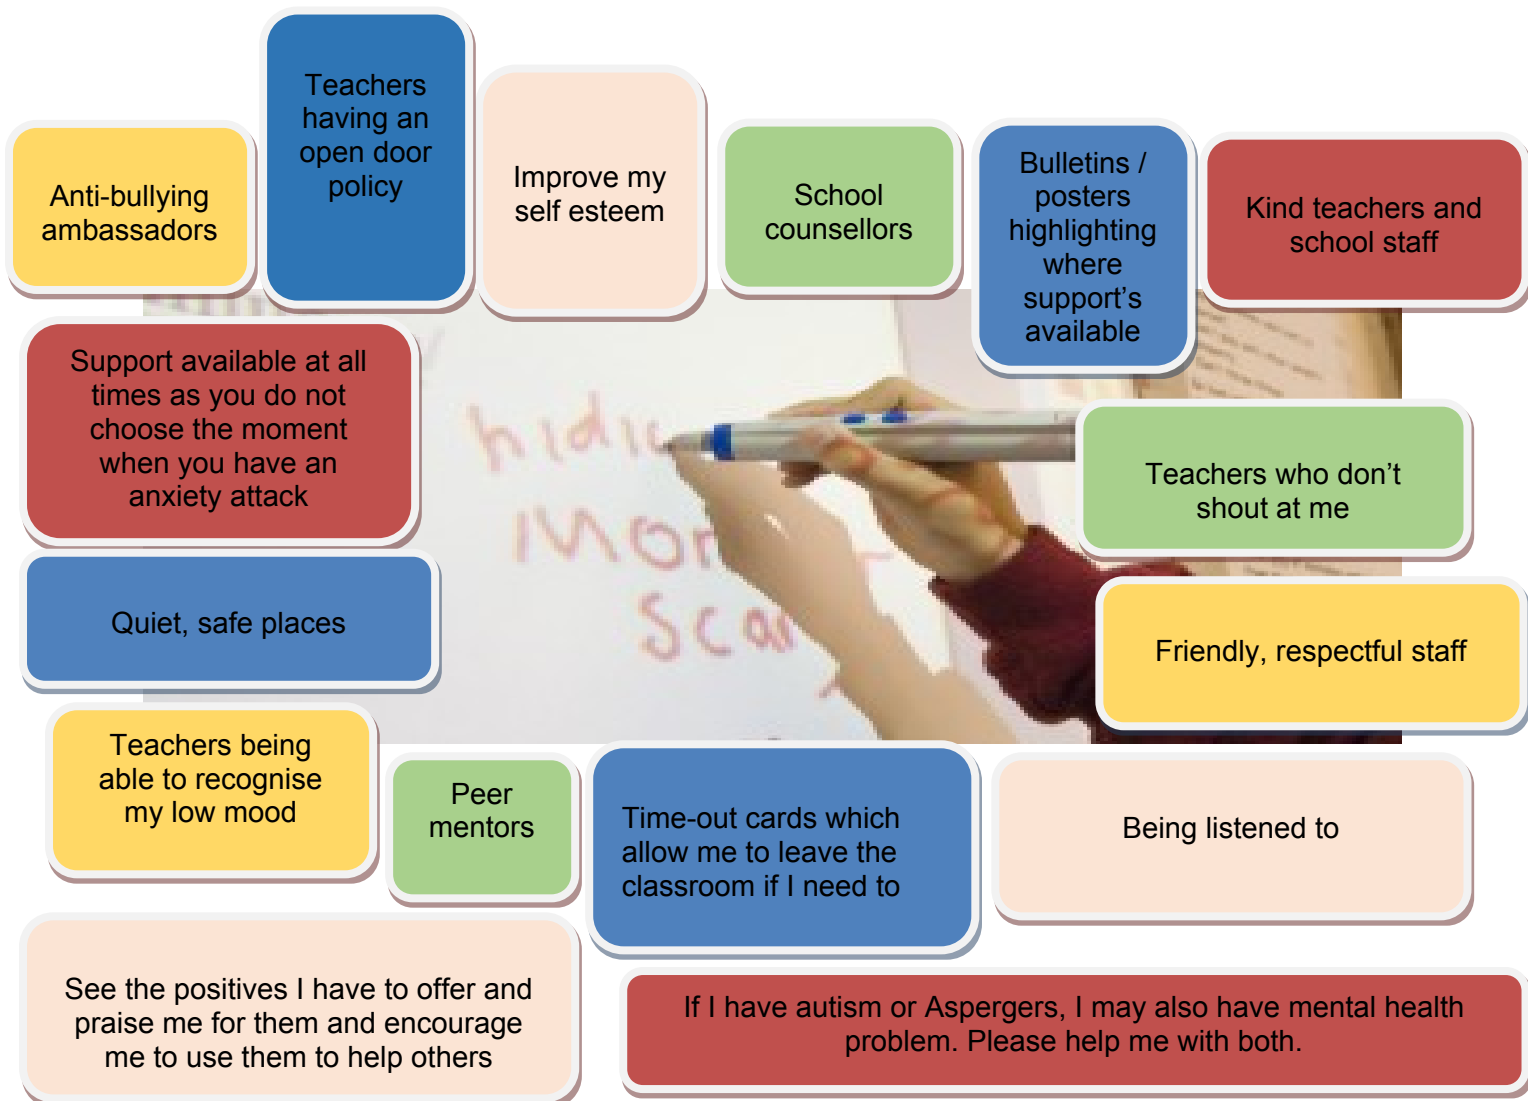 Anti-bullying
ambassadors
Teachers
having an
open door
policy
Improve my
self esteem
School
counsellors
Bulletins /
posters
highlighting
where
support's
available
Kind teachers and
school staff
Support available at all
times as you do not
choose the moment
when you have an
anxiety attack
Teachers who don’t
shout at me
Quiet, safe places
Friendly, respectful staff
Teachers being
able to recognise
my low mood
Peer
mentors
Time-out cards which
allow me to leave the
classroom if I need to
Being listened to
See the positives I have to offer and
praise me for them and encourage
me to use them to help others
If I have autism or Aspergers, I may also have mental health
problem. Please help me with both.